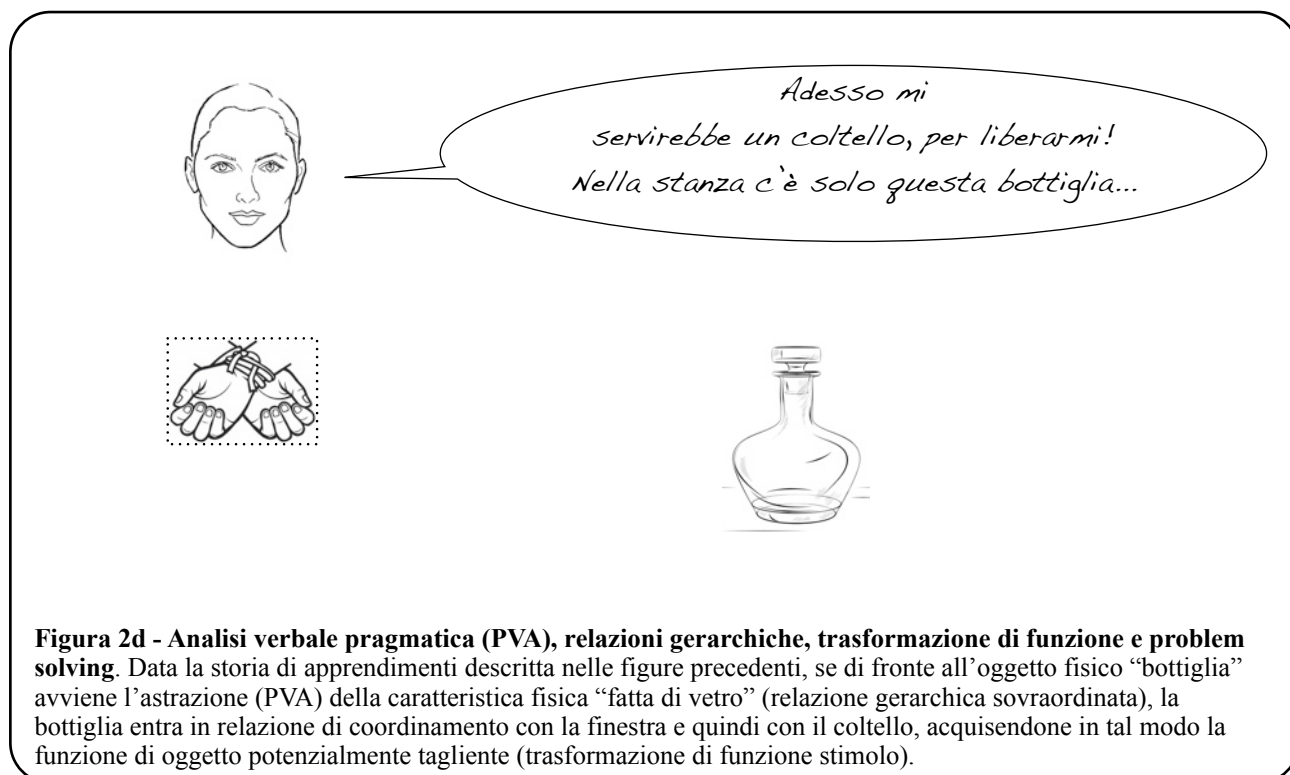 Adesso mi
servirebbe un coltello, per liberarmi!
Nella stanza c'è solo questa bottiglia...
Figura 2d - Analisi verbale pragmatica (PVA), relazioni gerarchiche, trasformazione di funzione e problem
solving. Data la storia di apprendimenti descritta nelle figure precedenti, se di fronte all’oggetto fisico “bottiglia”
avviene l’astrazione (PVA) della caratteristica fisica “fatta di vetro” (relazione gerarchica sovraordinata), la
bottiglia entra in relazione di coordinamento con la finestra e quindi con il coltello, acquisendone in tal modo la
funzione di oggetto potenzialmente tagliente (trasformazione di funzione stimolo).